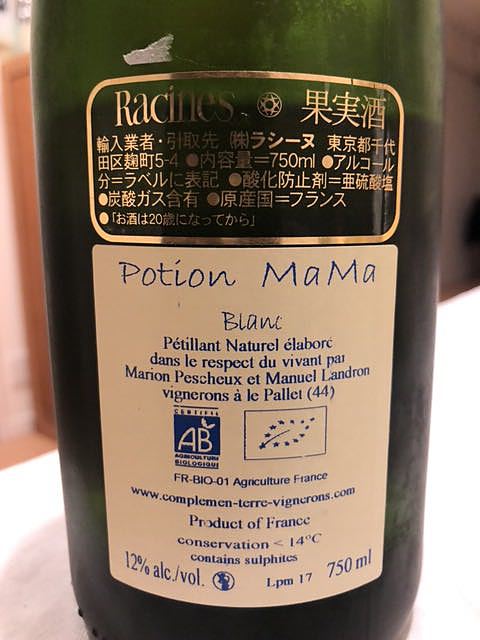 Racines 果実酒
輸入業者・引取先 ㈱ラシーヌ 東京都千代
田区麹町5-4 ●内容量=750ml ●アルコール
分=ラベルに表記 ●酸化防止剤=亜硫酸塩
●炭酸ガス含有 ●原産国=フランス
●「お酒は20歳になってから」
Potion MaMa
Blanc
Pétillant Naturel élaboré
dans le respect du vivant par
Marion Pescheux et Manuel Landron
vignerons à le Pallet (44)
CERTIFIÉ
AB
AGRICULTURE
BIOLOGIQUE
FR-BIO-01 Agriculture France
www.complemen-terre-vignerons.com
Product of France
conservation < 14°C
contains sulphites
12% alc./vol. Lpm 17 750 ml